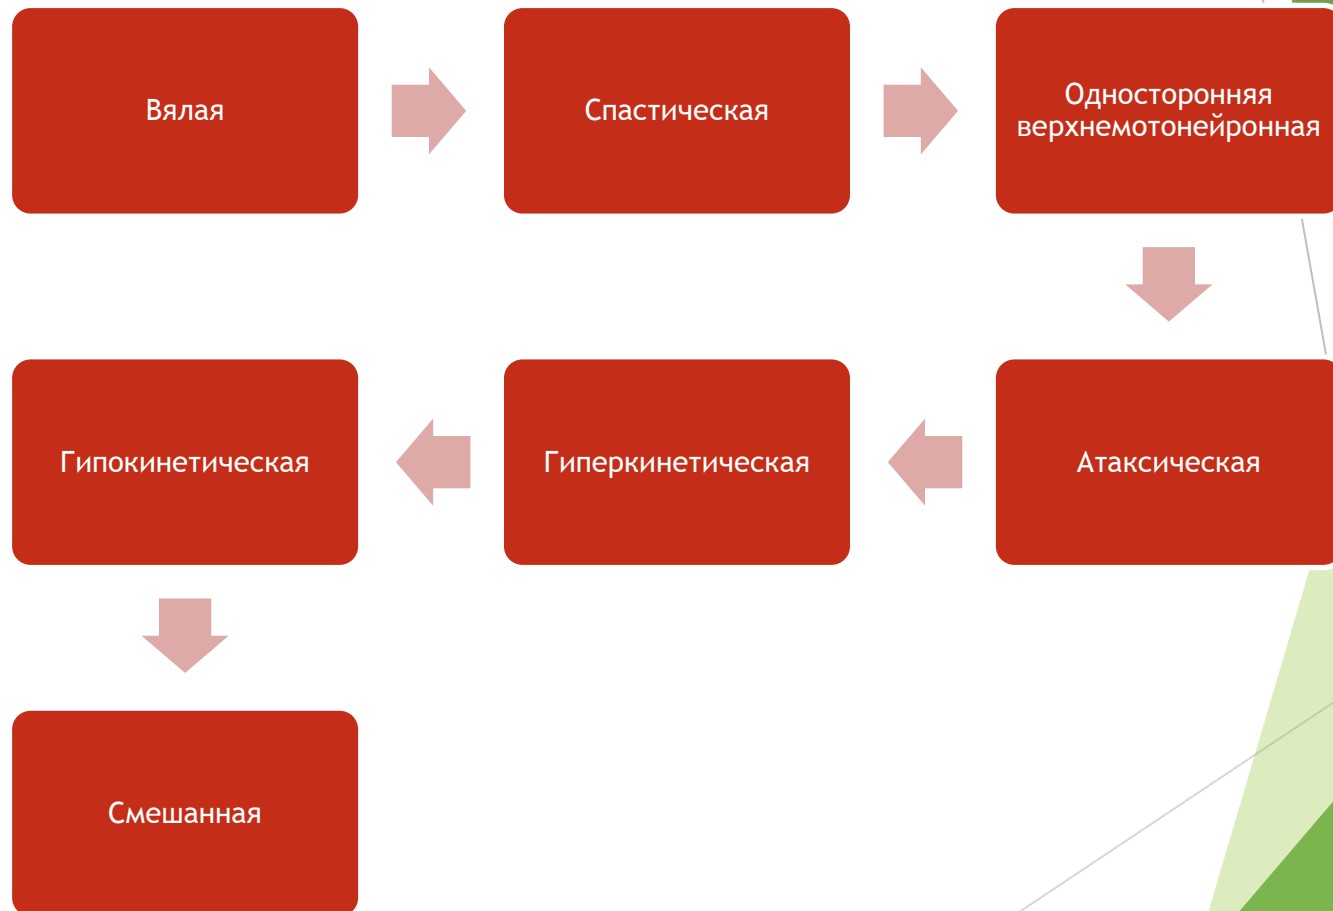 Вялая
Спастическая
Односторонняя
верхнемотонейронная
Атаксическая
Гиперкинетическая
Гипокинетическая
Смешанная